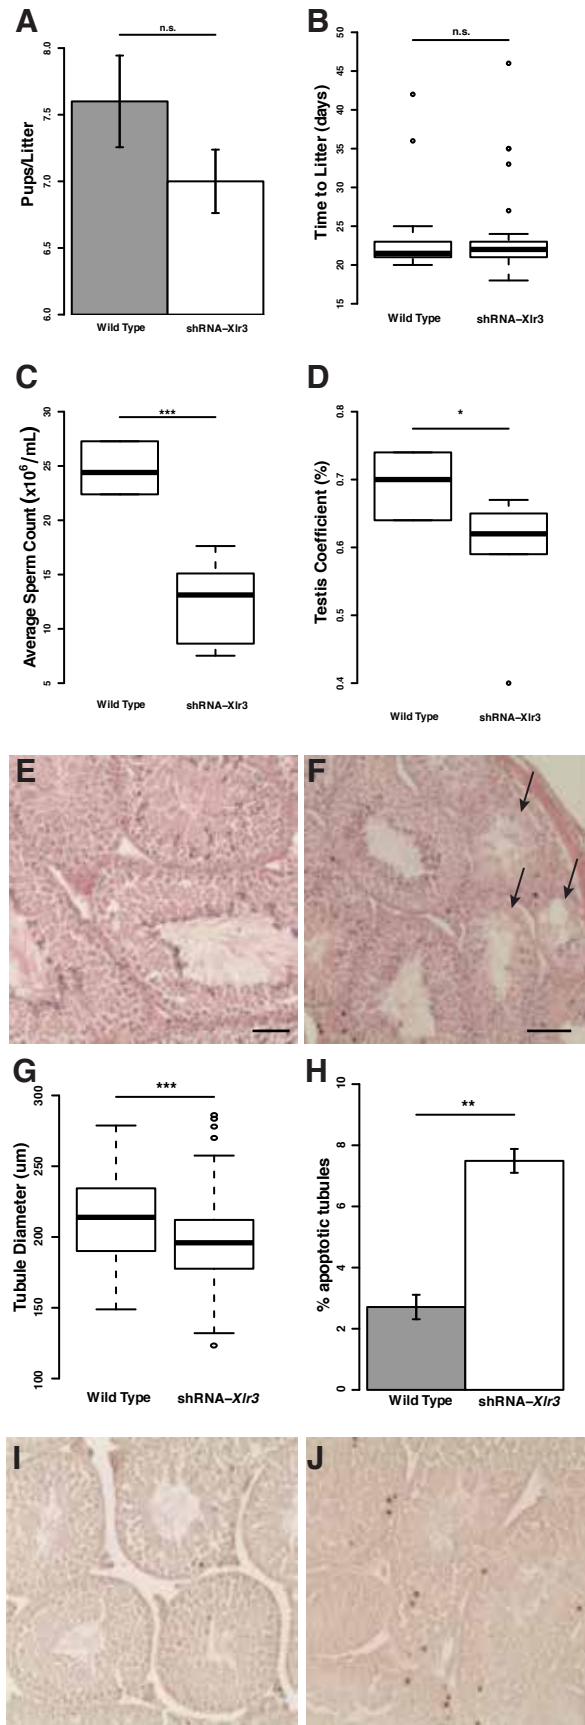 A
n.s.
Pups/Litter
8.0
7.5
7.0
6.5
6.0
Wild Type
shRNA–Xlr3
B
n.s.
Time to Litter (days)
50
45
40
35
30
25
20
15
Wild Type
shRNA–Xlr3
C
***
Average Sperm Count (x10⁶/mL)
30
25
20
15
10
5
Wild Type
shRNA–Xlr3
D
*
Testis Coefficient (%)
0.8
0.7
0.6
0.5
0.4
Wild Type
shRNA–Xlr3
E
F
G
***
Tubule Diameter (um)
300
250
200
150
100
Wild Type
shRNA–Xlr3
H
**
% apoptotic tubules
10
8
6
4
2
0
Wild Type
shRNA–Xlr3
I
J